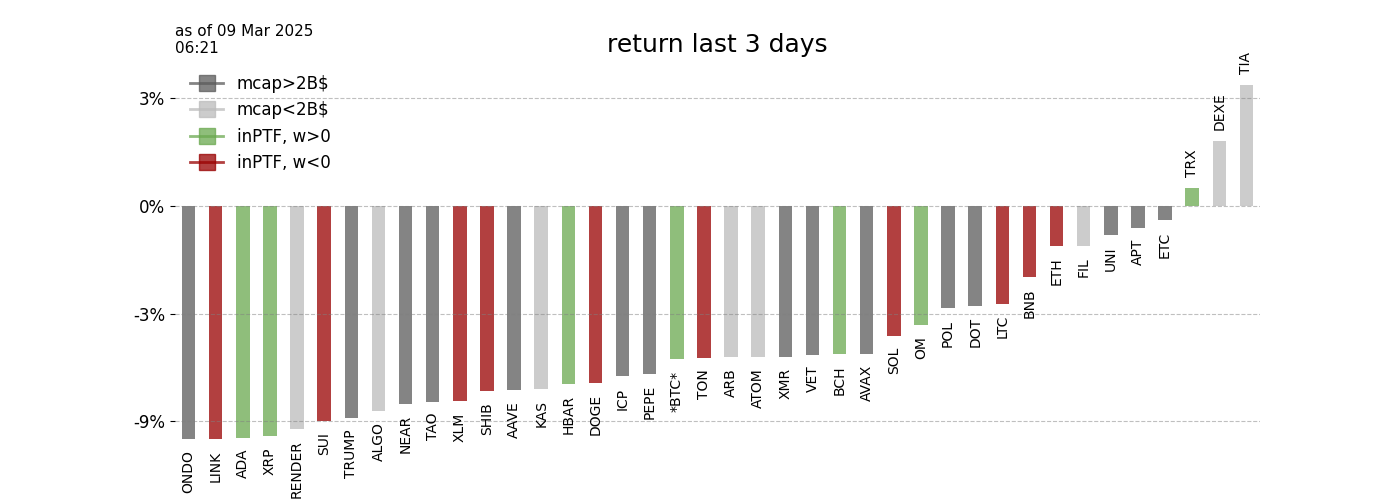 as of 09 Mar 2025
06:21
return last 3 days
mcap>2B$
mcap<2B$
inPTF, w>0
inPTF, w<0
3%
0%
-3%
-9%
ONDO
LINK
ADA
XRP
RENDER
SUI
TRUMP
ALGO
NEAR
TAO
XLM
SHIB
AAVE
KAS
HBAR
DOGE
ICP
PEPE
*BTC*
TON
ARB
ATOM
XMR
VET
BCH
AVAX
SOL
OM
POL
DOT
LTC
BNB
ETH
FIL
UNI
APT
ETC
TRX
DEXE
TIA